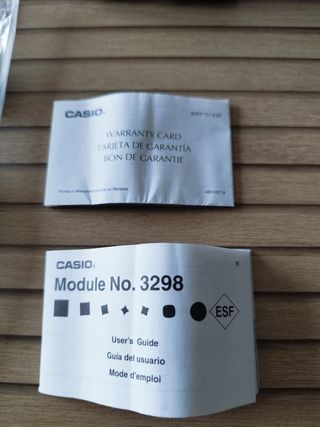 CASIO
WARRANTY CARD
TARJETA DE GARANTÍA
BON DE GARANTIE
CASIO
W
Module No. 3298
ESF
User's Guide
Guía del usuario
Mode d'emploi